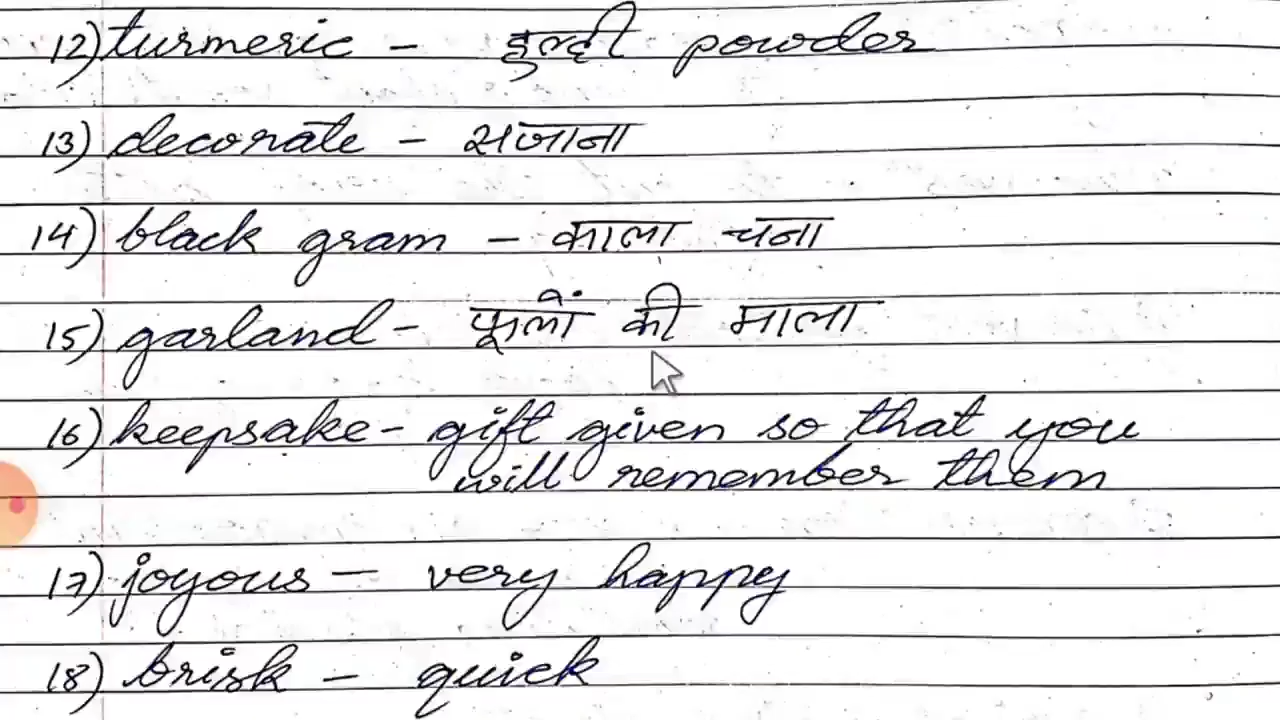 12) turmeric - हल्दी powder
13) decorate - सजाना
14) black gram - काला चना
15) garland - फूलों की माला
16) keepsake - gift given so that you
will remember them
17) joyous - very happy
18) brisk - quick